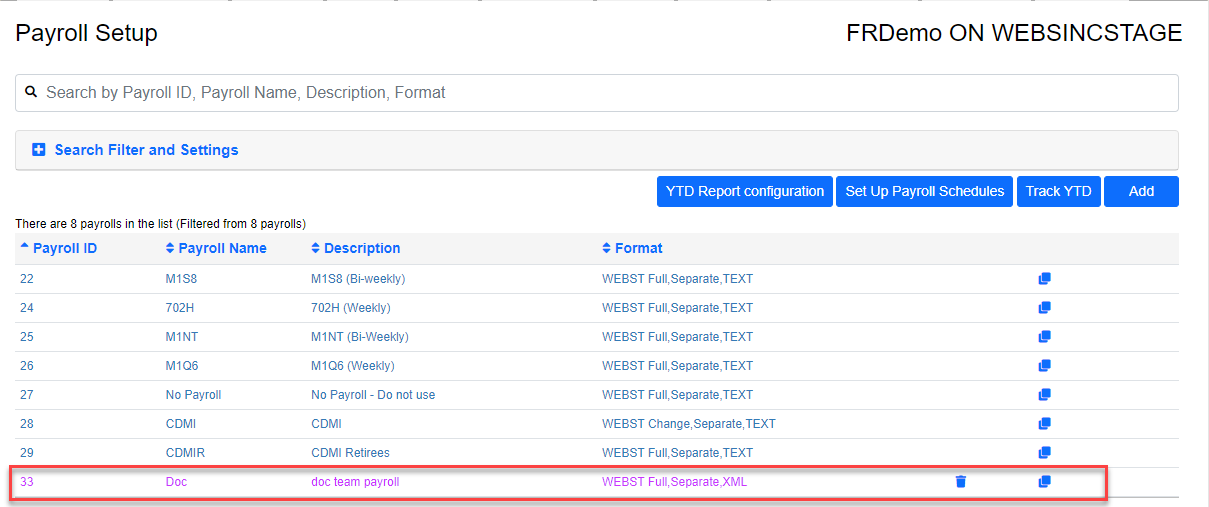 Payroll Setup
FRDemo ON WEBSINCSTAGE
Search by Payroll ID, Payroll Name, Description, Format
Search Filter and Settings
YTD Report configuration Set Up Payroll Schedules Track YTD Add
There are 8 payrolls in the list (Filtered from 8 payrolls)
Payroll ID Payroll Name Description Format
22 M1S8 M1S8 (Bi-weekly) WEBST Full,Separate,TEXT
24 702H 702H (Weekly) WEBST Full,Separate,TEXT
25 M1NT M1NT (Bi-Weekly) WEBST Full,Separate,TEXT
26 M1Q6 M1Q6 (Weekly) WEBST Full,Separate,TEXT
27 No Payroll No Payroll - Do not use WEBST Full,Separate,TEXT
28 CDMI CDMI WEBST Change,Separate,TEXT
29 CDMIR CDMI Retirees WEBST Full,Separate,TEXT
33 Doc doc team payroll WEBST Full,Separate,XML